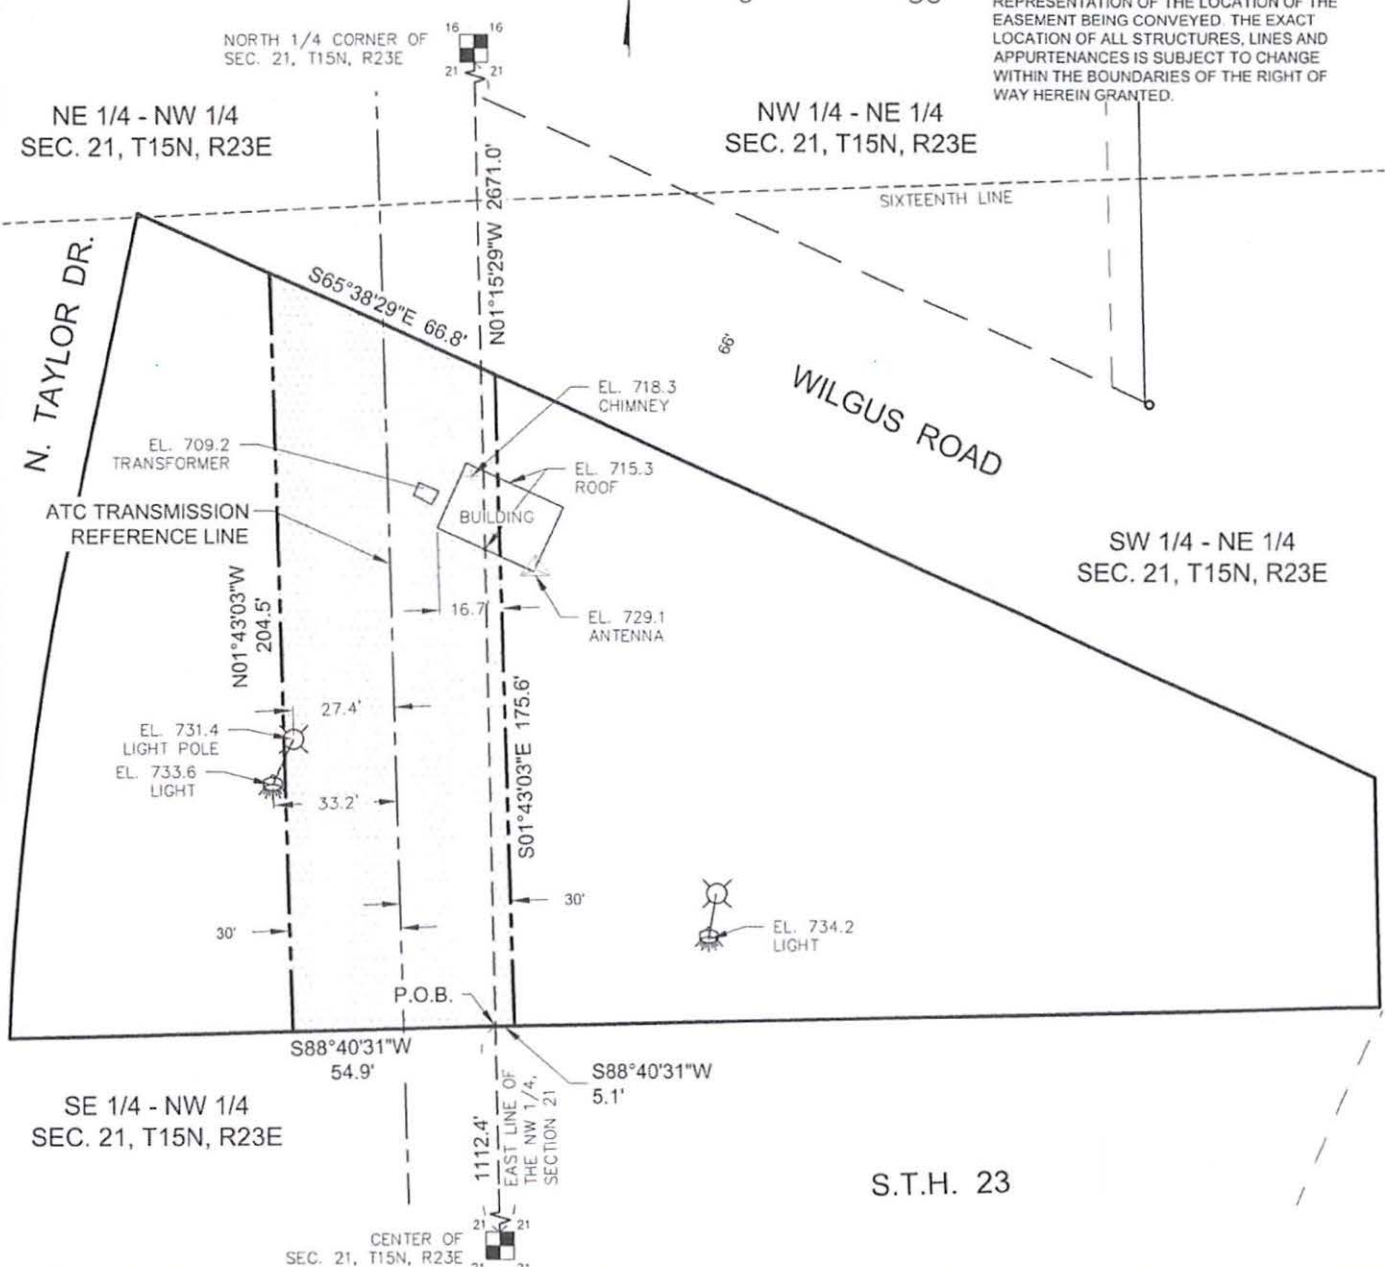 REPRESENTATION OF THE LOCATION OF THE
EASEMENT BEING CONVEYED. THE EXACT
LOCATION OF ALL STRUCTURES, LINES AND
APPURTENANCES IS SUBJECT TO CHANGE
WITHIN THE BOUNDARIES OF THE RIGHT OF
WAY HEREIN GRANTED.
NORTH 1/4 CORNER OF
SEC. 21, T15N, R23E
16 16
21 21
NE 1/4 - NW 1/4
SEC. 21, T15N, R23E
NW 1/4 - NE 1/4
SEC. 21, T15N, R23E
N01°15'29"W 2671.0'
SIXTEENTH LINE
N. TAYLOR DR.
S65°38'29"E 66.8'
66'
WILGUS ROAD
EL. 718.3
CHIMNEY
EL. 709.2
TRANSFORMER
EL. 715.3
ROOF
BUILDING
ATC TRANSMISSION
REFERENCE LINE
SW 1/4 - NE 1/4
SEC. 21, T15N, R23E
N01°43'03"W
204.5'
16.7'
EL. 729.1
ANTENNA
27.4'
S01°43'03"E 175.6'
EL. 731.4
LIGHT POLE
EL. 733.6
LIGHT
33.2'
30'
30'
EL. 734.2
LIGHT
P.O.B.
S88°40'31"W
54.9'
S88°40'31"W
5.1'
SE 1/4 - NW 1/4
SEC. 21, T15N, R23E
1112.4'
EAST LINE OF
THE NW 1/4,
SECTION 21
S.T.H. 23
21 21
CENTER OF
SEC. 21, T15N, R23E
21 21